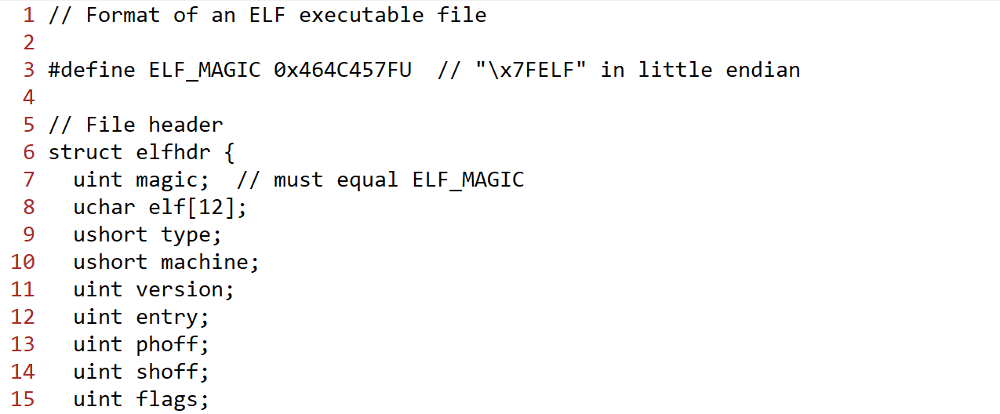 1 // Format of an ELF executable file
2
3 #define ELF_MAGIC 0x464C457FU  // "\x7FELF" in little endian
4
5 // File header
6 struct elfhdr {
7   uint magic;  // must equal ELF_MAGIC
8   uchar elf[12];
9   ushort type;
10   ushort machine;
11   uint version;
12   uint entry;
13   uint phoff;
14   uint shoff;
15   uint flags;